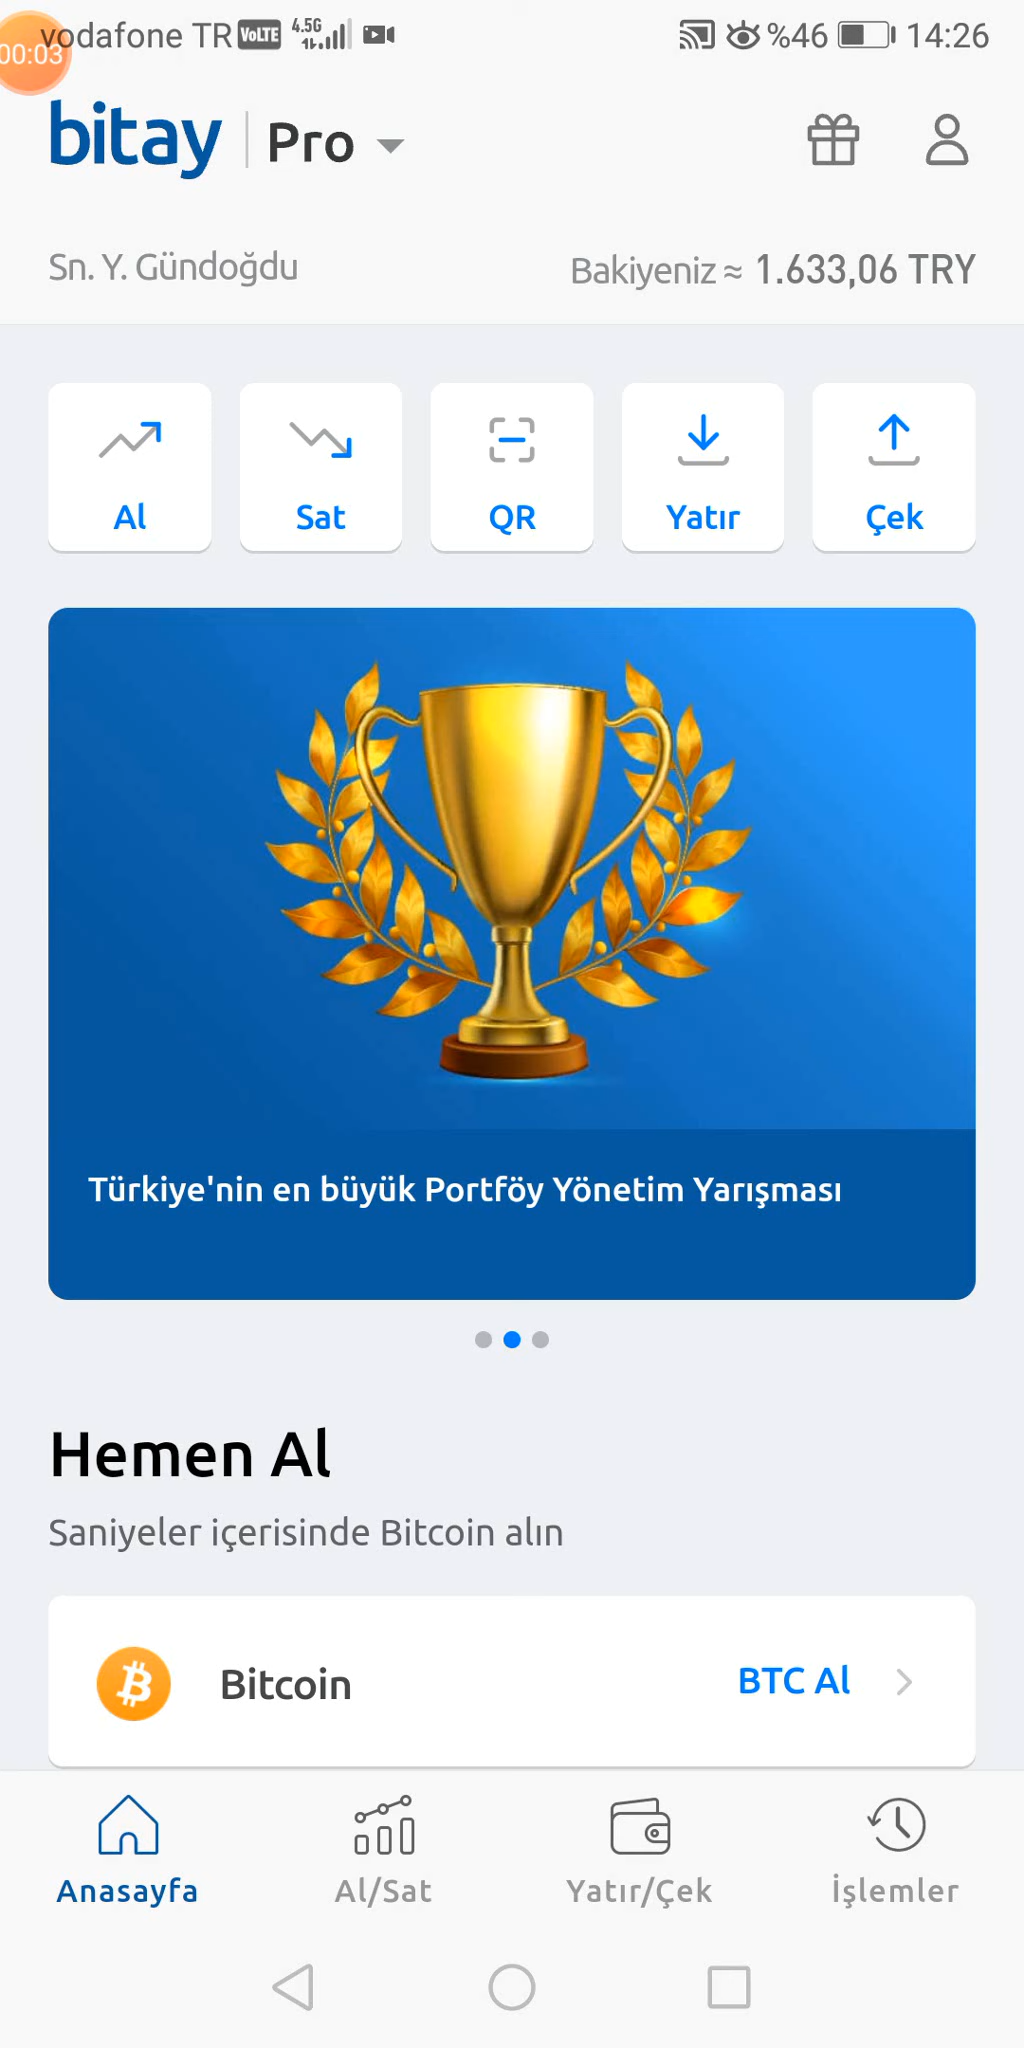 vodafone TR VoLTE 4.5G %46 14:26
00:03
bitay Pro
Sn. Y. Gündoğdu Bakiyeniz ≈ 1.633,06 TRY
Al Sat QR Yatır Çek
Türkiye'nin en büyük Portföy Yönetim Yarışması
Hemen Al
Saniyeler içerisinde Bitcoin alın
Bitcoin BTC Al
Anasayfa Al/Sat Yatır/Çek İşlemler